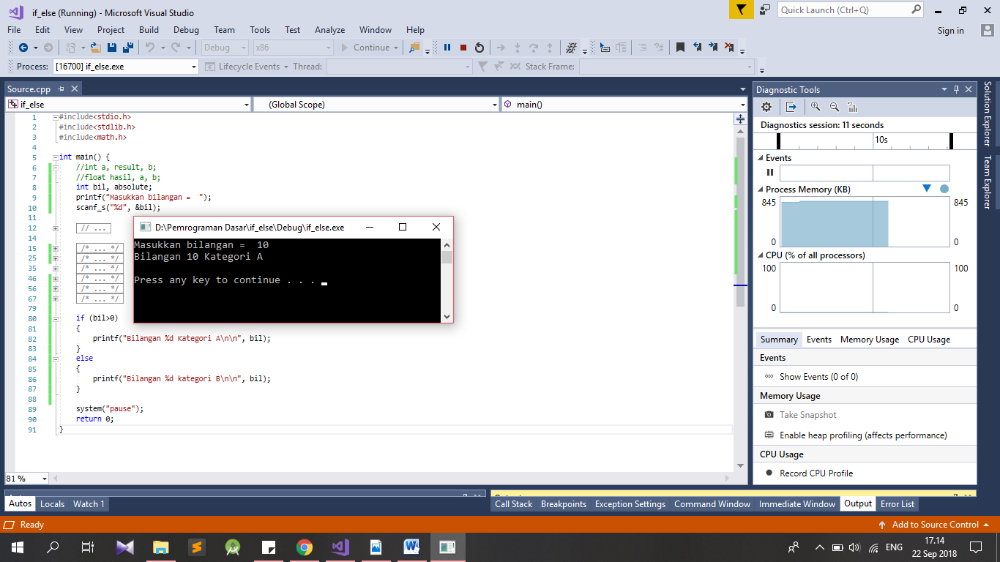 if_else (Running) - Microsoft Visual Studio
Quick Launch (Ctrl+Q)
File Edit View Project Build Debug Team Tools Test Analyze Window Help
Sign in
Debug x86 Continue
Process: [16700] if_else.exe Lifecycle Events Thread: Stack Frame:
Source.cpp
if_else (Global Scope) main()
1 #include<stdio.h>
2 #include<stdlib.h>
3 #include<math.h>
4
5 int main() {
6 //int a, result, b;
7 //float hasil, a, b;
8 int bil, absolute;
9 printf("Masukkan bilangan =  ");
10 scanf_s("%d", &bil);
11
12 // ...
14
15 /* ... */
25 /* ... */
35 /* ... */
46 /* ... */
56 /* ... */
67 /* ... */
79
80 if (bil>0)
81 {
82 printf("Bilangan %d Kategori A\n\n", bil);
83 }
84 else
85 {
86 printf("Bilangan %d kategori B\n\n", bil);
87 }
88
89 system("pause");
90 return 0;
91 }
81 %
D:\Pemrograman Dasar\if_else\Debug\if_else.exe
Masukkan bilangan =  10
Bilangan 10 Kategori A
Press any key to continue . . .
Diagnostic Tools
Diagnostics session: 11 seconds
10s
Events
Process Memory (KB)
845 845
0 0
CPU (% of all processors)
100 100
0 0
Summary Events Memory Usage CPU Usage
Events
Show Events (0 of 0)
Memory Usage
Take Snapshot
Enable heap profiling (affects performance)
CPU Usage
Record CPU Profile
Solution Explorer
Team Explorer
Autos Locals Watch 1
Call Stack Breakpoints Exception Settings Command Window Immediate Window Output Error List
Ready
Add to Source Control
ENG
17.14
22 Sep 2018